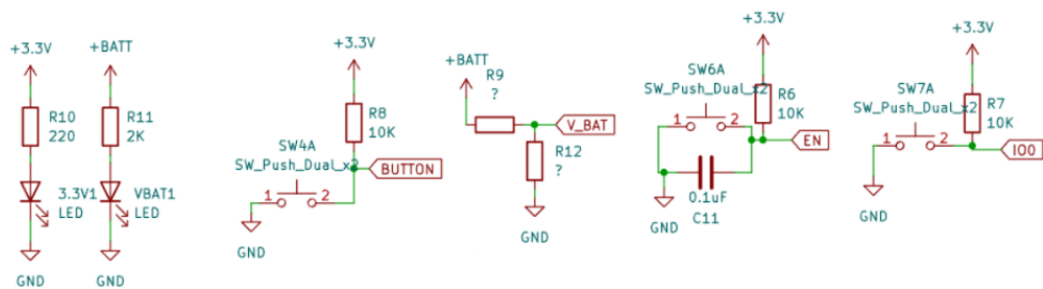 +3.3V
R10
220
3.3V1
LED
GND
+BATT
R11
2K
VBAT1
LED
GND
+3.3V
R8
10K
SW4A
SW_Push_Dual_x2
1
2
BUTTON
GND
+BATT
R9
?
V_BAT
R12
?
GND
+3.3V
SW6A
SW_Push_Dual_x2
R6
10K
1
2
EN
0.1uF
C11
GND
+3.3V
SW7A
SW_Push_Dual_x2
R7
10K
1
2
IO0
GND